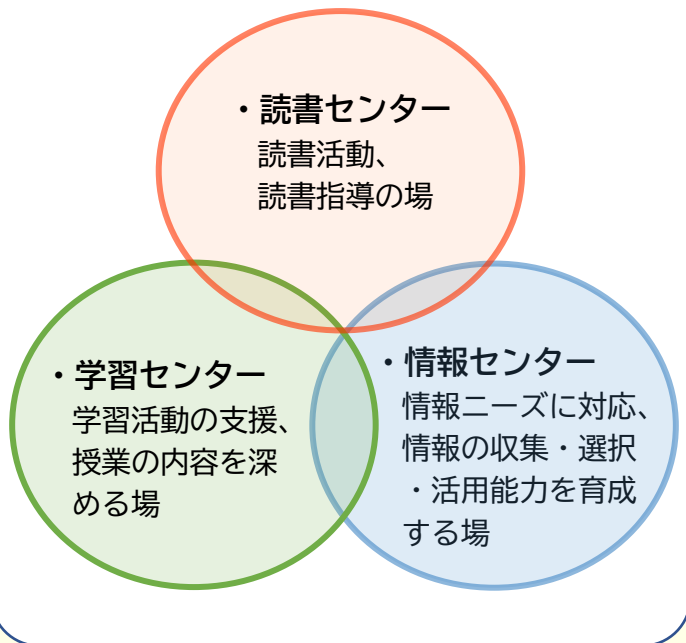 ・読書センター
読書活動、
読書指導の場
・学習センター
学習活動の支援、
授業の内容を深
める場
・情報センター
情報ニーズに対応、
情報の収集・選択
・活用能力を育成
する場